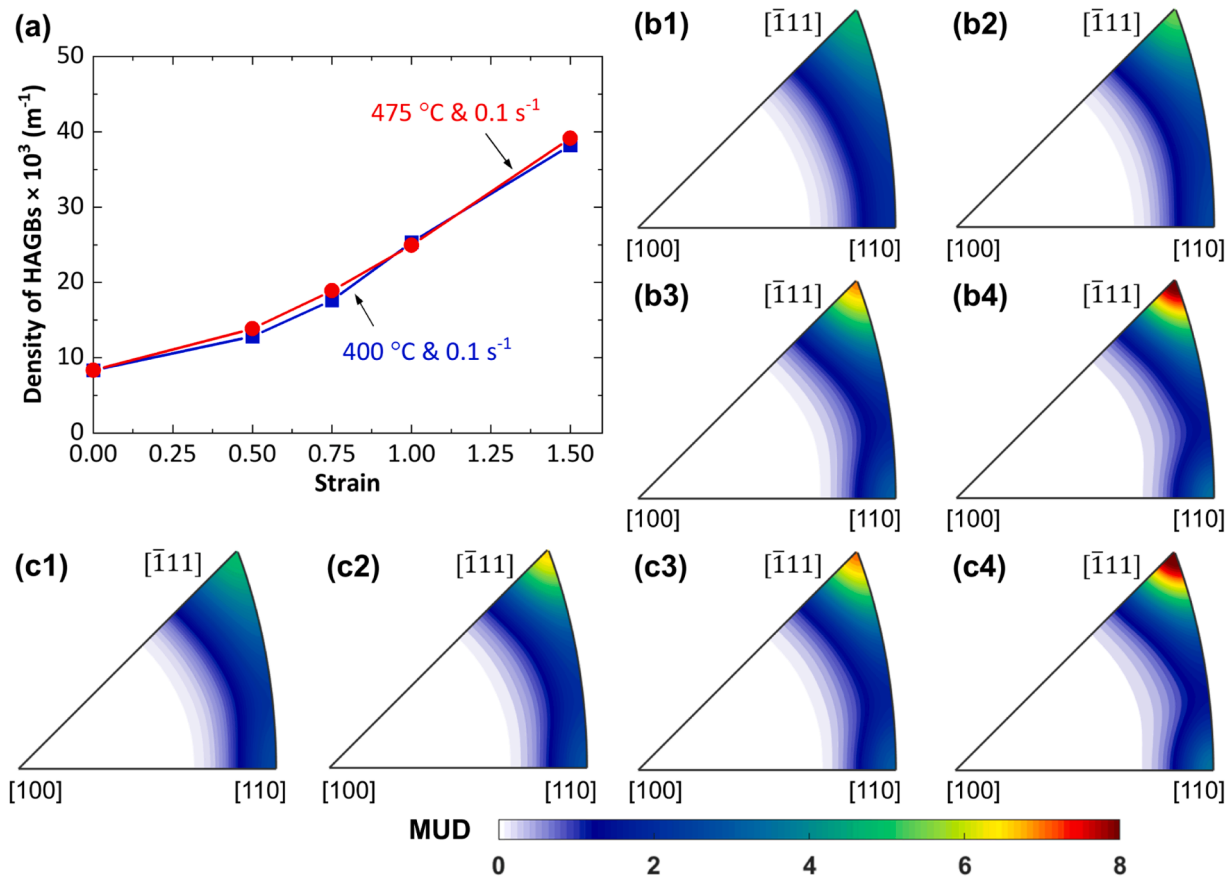 (a)
50
40
30
20
10
0
Density of HAGBs × 10³ (m⁻¹)
475 °C & 0.1 s⁻¹
400 °C & 0.1 s⁻¹
0.00 0.25 0.50 0.75 1.00 1.25 1.50
Strain
(b1) [1̅11]
[100] [110]
(b2) [1̅11]
[100] [110]
(b3) [1̅11]
[100] [110]
(b4) [1̅11]
[100] [110]
(c1) [1̅11]
[100] [110]
(c2) [1̅11]
[100] [110]
(c3) [1̅11]
[100] [110]
(c4) [1̅11]
[100] [110]
MUD
0 2 4 6 8